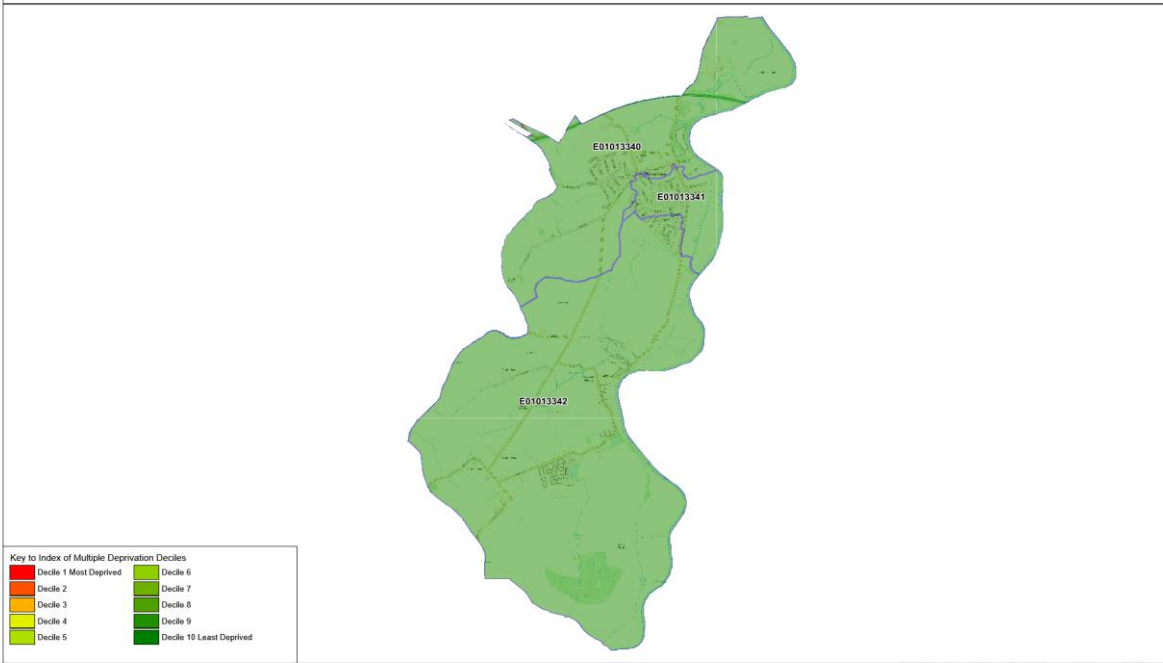 E01013340
E01013341
E01013342
Key to Index of Multiple Deprivation Deciles
Decile 1 Most Deprived
Decile 2
Decile 3
Decile 4
Decile 5
Decile 6
Decile 7
Decile 8
Decile 9
Decile 10 Least Deprived